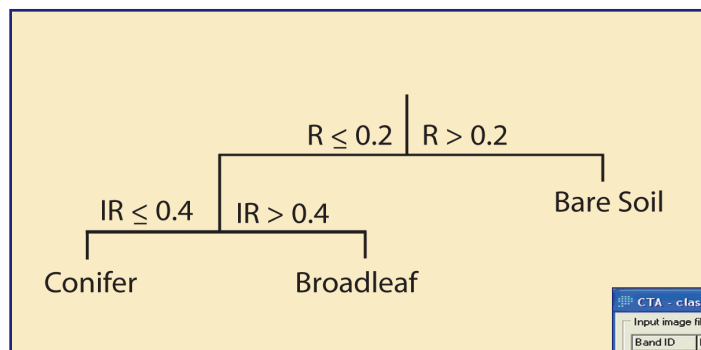 R ≤ 0.2 R > 0.2
Bare Soil
IR ≤ 0.4 IR > 0.4
Conifer Broadleaf
CTA - clas
Input image fi
Band ID